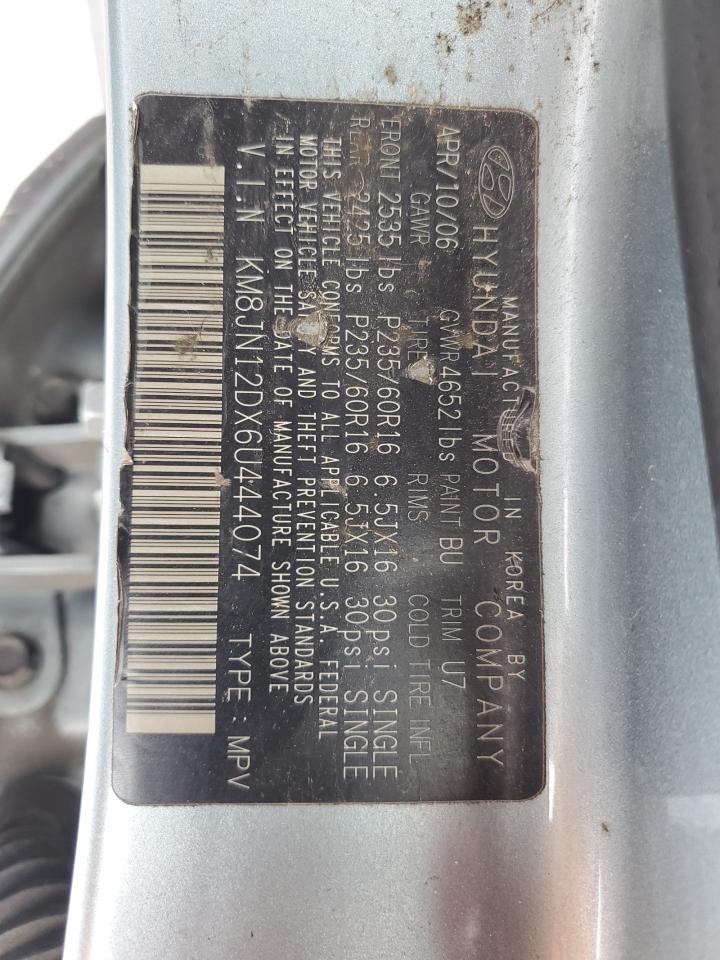 MANUFACTURED IN KOREA BY
HYUNDAI MOTOR COMPANY
APR/10/06 GVWR4652lbs PAINT BU TRIM U7
GAWR TIRE RIMS COLD TIRE INFL
FRONT 2535 lbs P235/60R16 6.5JX16 30psi SINGLE
REAR 2425 lbs P235/60R16 6.5JX16 30psi SINGLE
THIS VEHICLE CONFORMS TO ALL APPLICABLE U.S.A. FEDERAL
MOTOR VEHICLE SAFETY AND THEFT PREVENTION STANDARDS
IN EFFECT ON THE DATE OF MANUFACTURE SHOWN ABOVE
V.I.N KM8JN12DX6U444074 TYPE : MPV